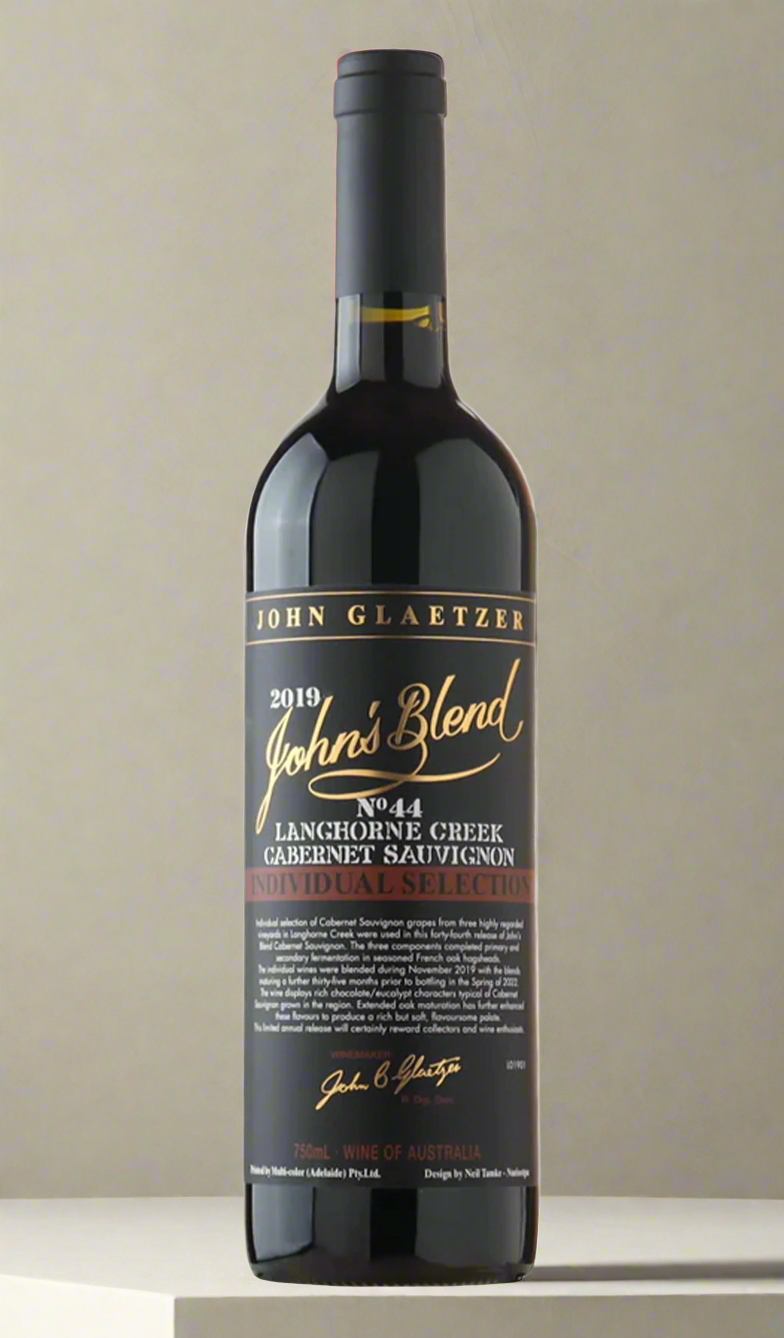 JOHN GLAETZER
2019
John's Blend
Nº44
LANGHORNE CREEK
CABERNET SAUVIGNON
INDIVIDUAL SELECTION
Individual selection of Cabernet Sauvignon grapes from three highly regarded
vineyards in Langhorne Creek were used in this forty-fourth release of John's
Blend Cabernet Sauvignon. The three components completed primary and
secondary fermentation in seasoned French oak hogsheads.
The individual wines were blended during November 2019 with the blends
maturing a further thirty-five months prior to bottling in the Spring of 2022.
The wine displays rich chocolate/eucalypt characters typical of Cabernet
Sauvignon grown in the region. Extended oak maturation has further enhanced
these flavours to produce a rich but soft, flavoursome palate.
This limited annual release will certainly reward collectors and wine enthusiasts.
WINEMAKER:
John B Glaetzer
L01901
750mL · WINE OF AUSTRALIA
Printed by Multi-color (Adelaide) Pty.Ltd. Design by Neil Tamke -